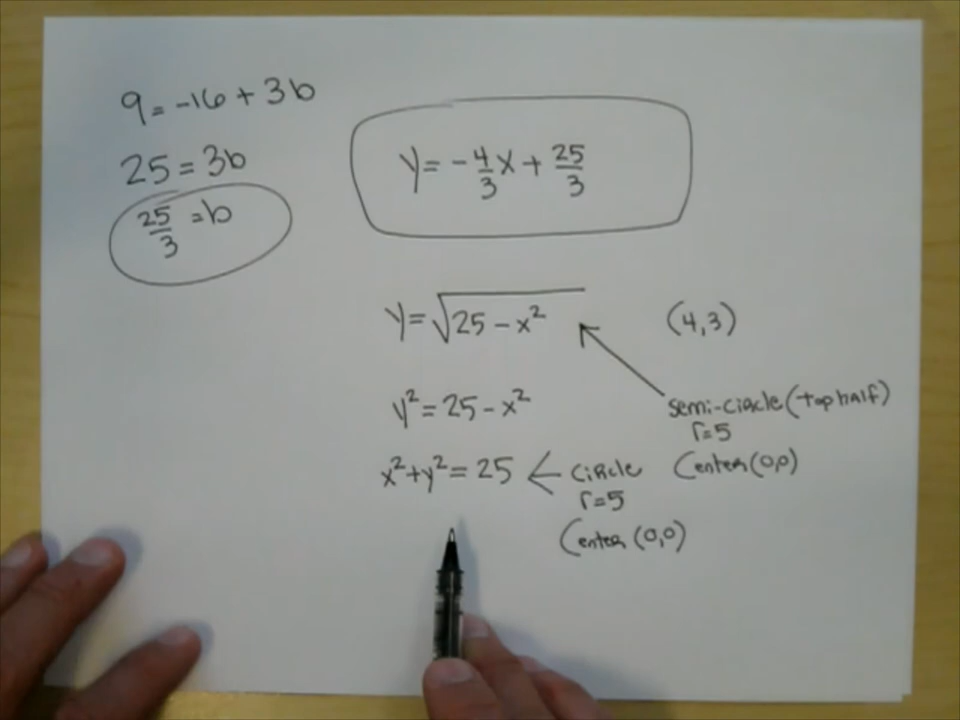 9 = -16 + 3b
25 = 3b
25/3 = b
y = -4/3 x + 25/3
y = √(25 - x²)
(4,3)
y² = 25 - x²
semi-circle (top half)
r=5
Center (0,0)
x² + y² = 25 ← circle
r=5
Center (0,0)